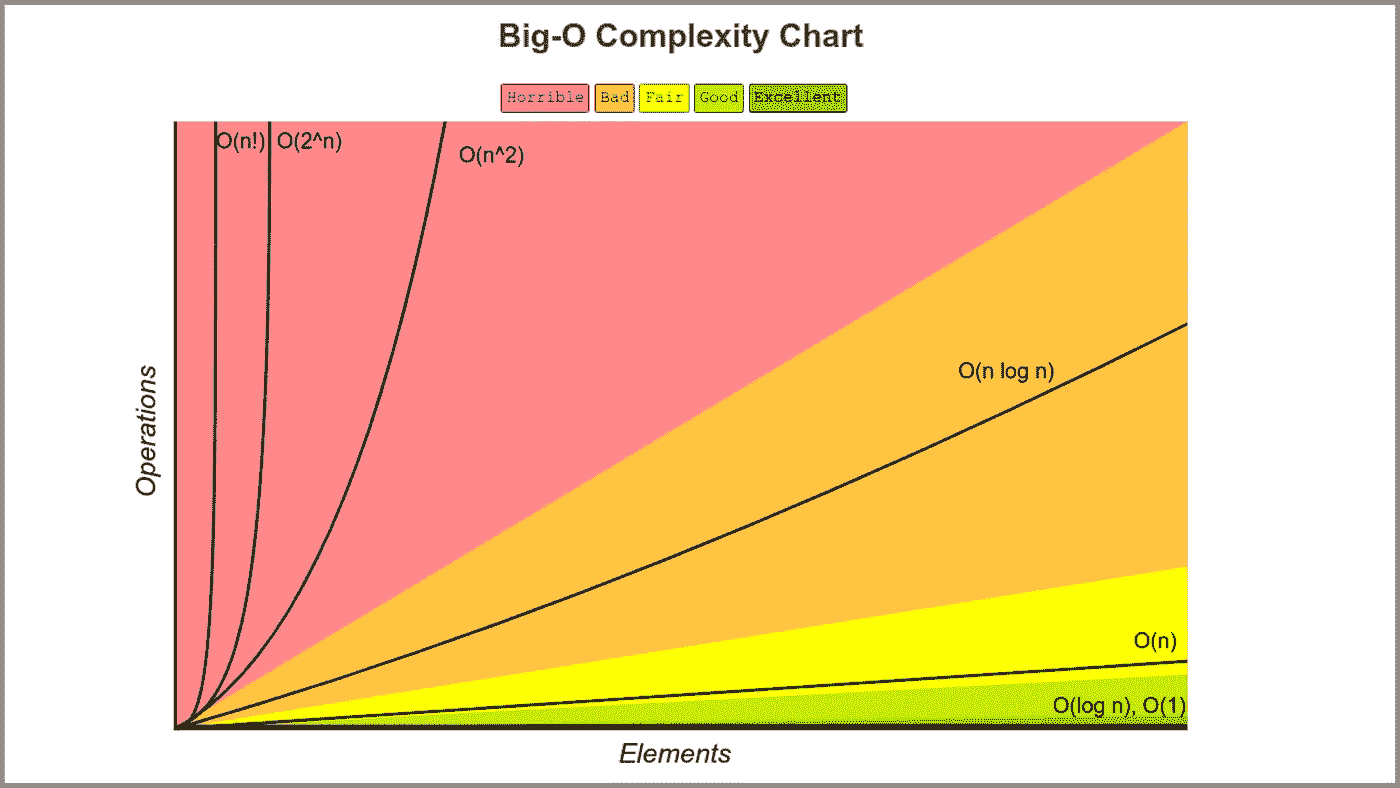 Big-O Complexity Chart
Horrible Bad Fair Good Excellent
O(n!) O(2^n)
O(n^2)
O(n log n)
Operations
O(n)
O(log n), O(1)
Elements